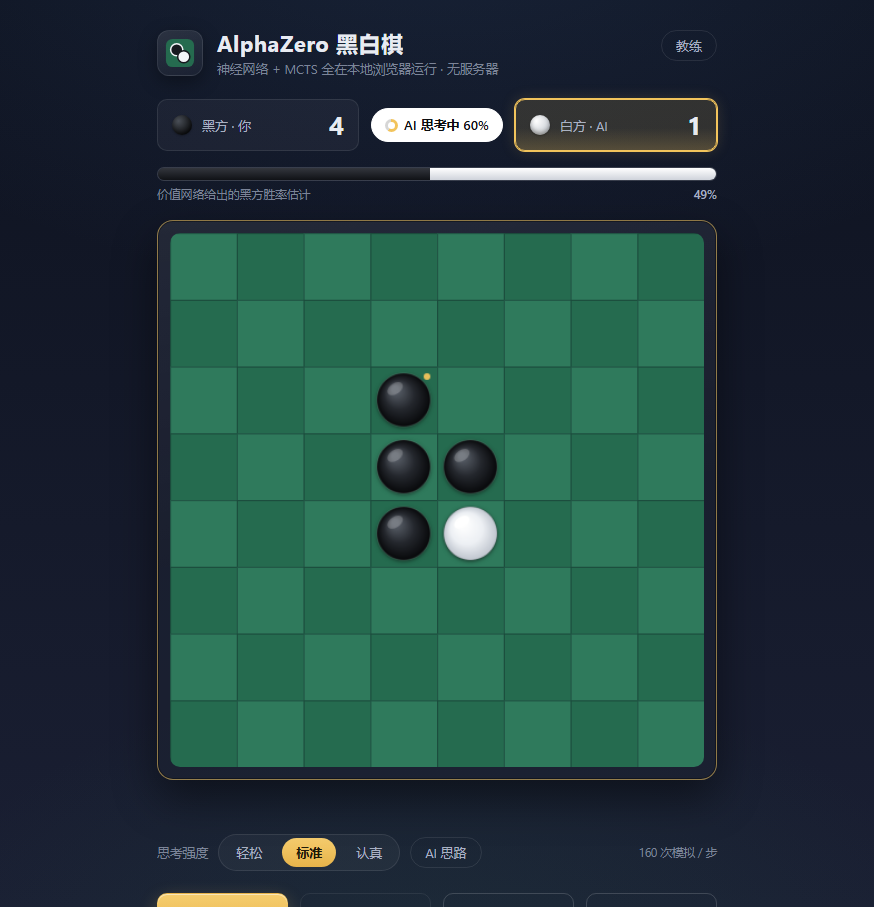 AlphaZero 黑白棋
神经网络 + MCTS 全在本地浏览器运行 · 无服务器
教练
黑方 · 你
4
AI 思考中 60%
白方 · AI
1
价值网络给出的黑方胜率估计
49%
思考强度
轻松
标准
认真
AI 思路
160 次模拟 / 步